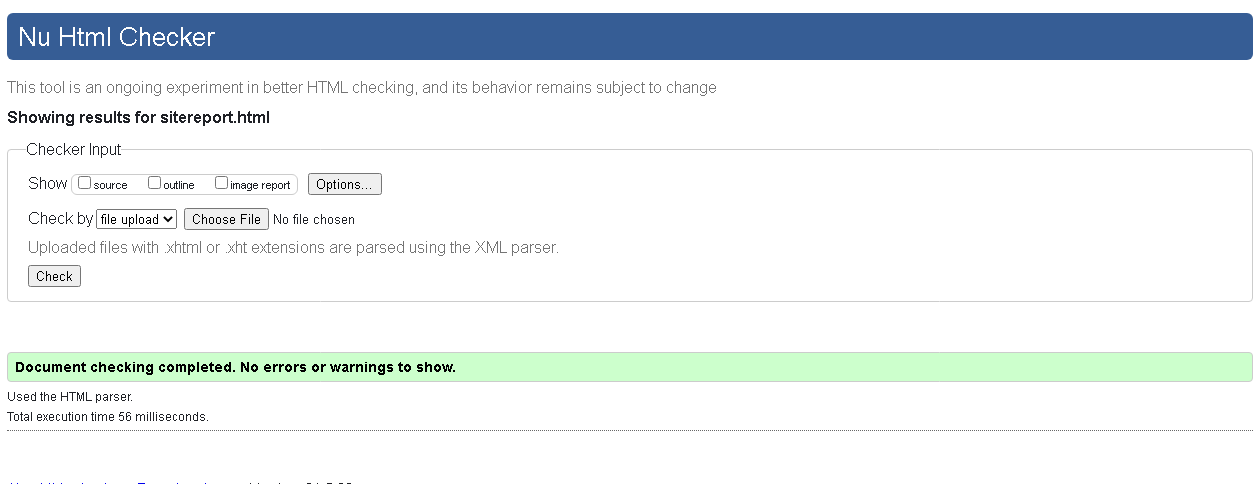 Nu Html Checker
This tool is an ongoing experiment in better HTML checking, and its behavior remains subject to change
Showing results for sitereport.html
Checker Input
Show source outline image report Options...
Check by file upload Choose File No file chosen
Uploaded files with .xhtml or .xht extensions are parsed using the XML parser.
Check
Document checking completed. No errors or warnings to show.
Used the HTML parser.
Total execution time 56 milliseconds.